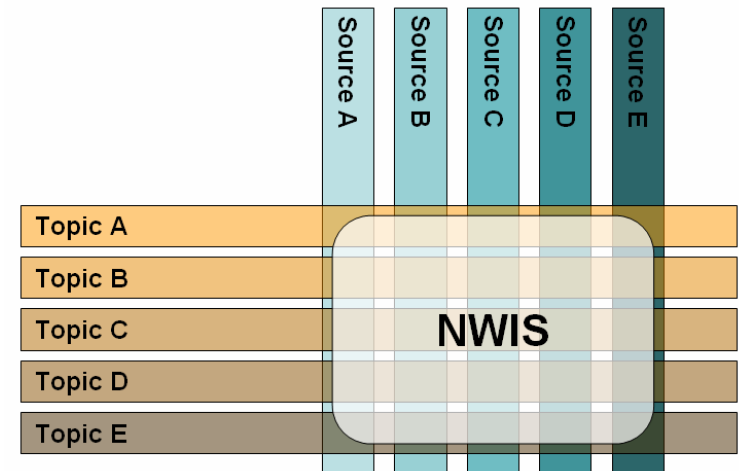 Source A
Source B
Source C
Source D
Source E
Topic A
Topic B
Topic C
Topic D
Topic E
NWIS